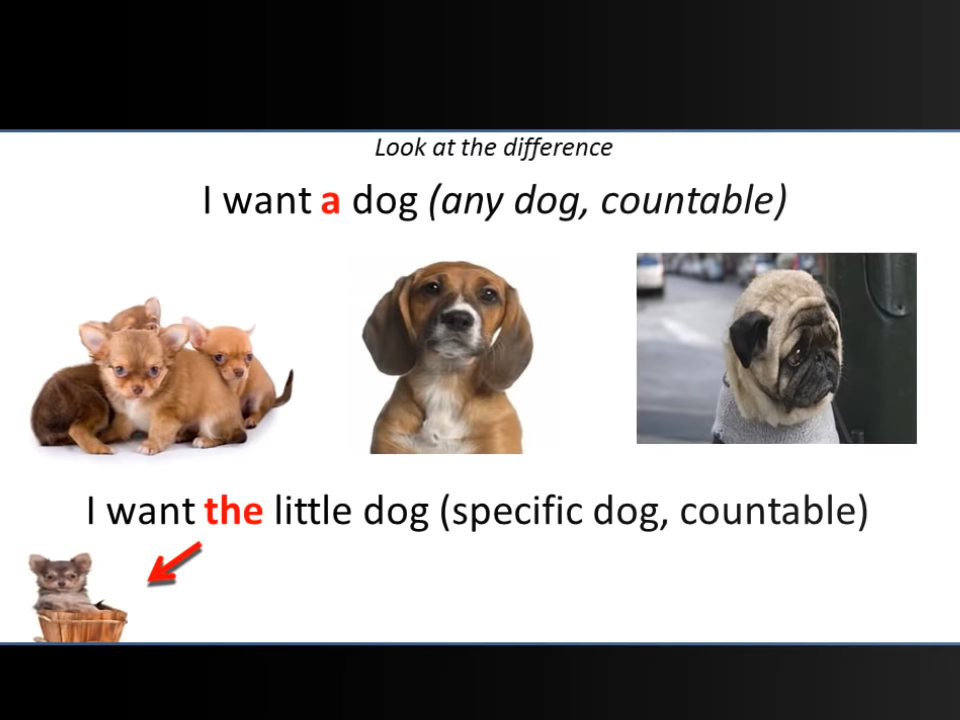 Look at the difference
I want a dog (any dog, countable)
I want the little dog (specific dog, countable)